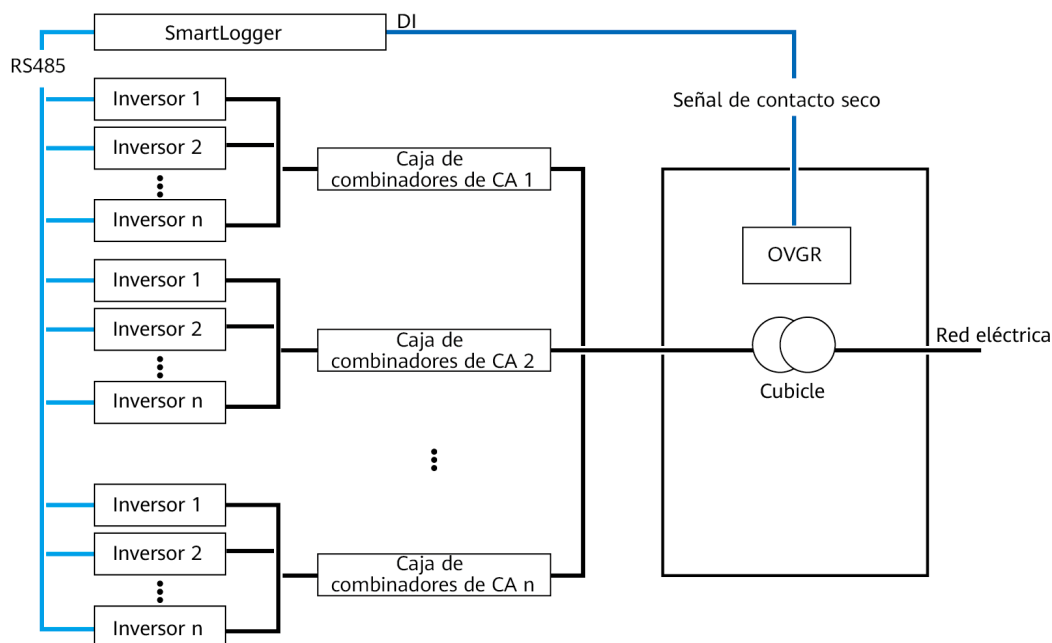 SmartLogger
DI
RS485
Señal de contacto seco
Inversor 1
Inversor 2
Inversor n
Caja de
combinadores de CA 1
OVGR
Inversor 1
Inversor 2
Inversor n
Caja de
combinadores de CA 2
Red eléctrica
Cubicle
Inversor 1
Inversor 2
Inversor n
Caja de
combinadores de CA n